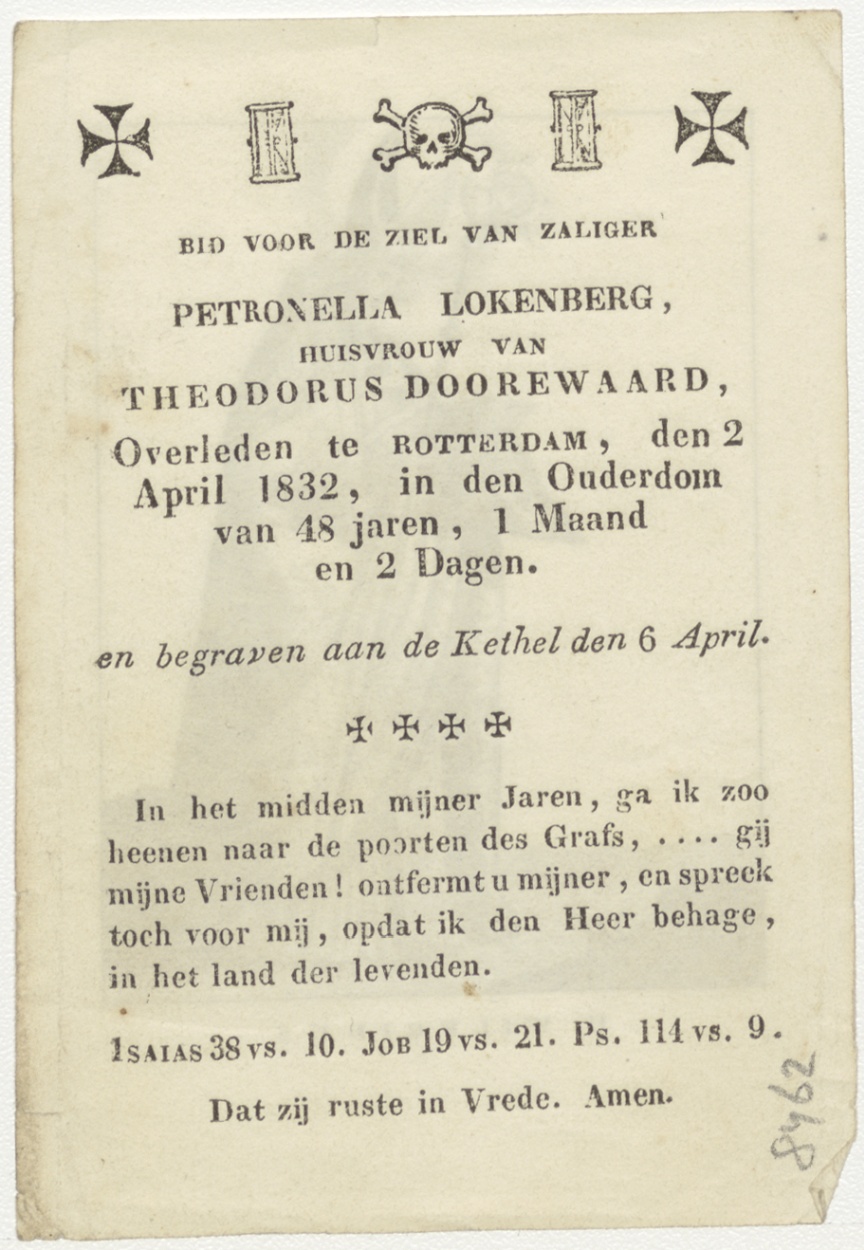 BID VOOR DE ZIEL VAN ZALIGER
PETRONELLA LOKENBERG,
HUISVROUW VAN
THEODORUS DOOREWAARD,
Overleden te ROTTERDAM, den 2
April 1832, in den Ouderdom
van 48 jaren, 1 Maand
en 2 Dagen.
en begraven aan de Kethel den 6 April.
✠ ✠ ✠ ✠
In het midden mijner Jaren, ga ik zoo
heenen naar de poorten des Grafs, .... gij
mijne Vrienden! ontfermt u mijner, en spreek
toch voor mij, opdat ik den Heer behage,
in het land der levenden.
ISAIAS 38 vs. 10. JOB 19 vs. 21. Ps. 114 vs. 9.
Dat zij ruste in Vrede. Amen.
8462